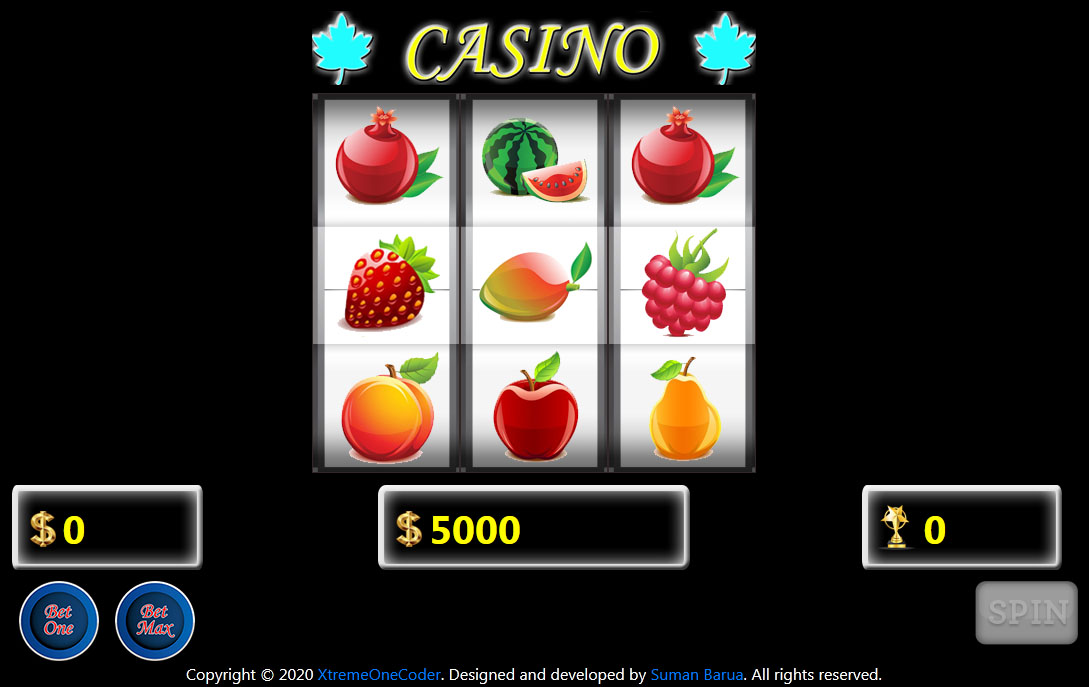 CASINO
$ 0
$ 5000
0
Bet
One
Bet
Max
SPIN
Copyright © 2020 XtremeOneCoder. Designed and developed by Suman Barua. All rights reserved.